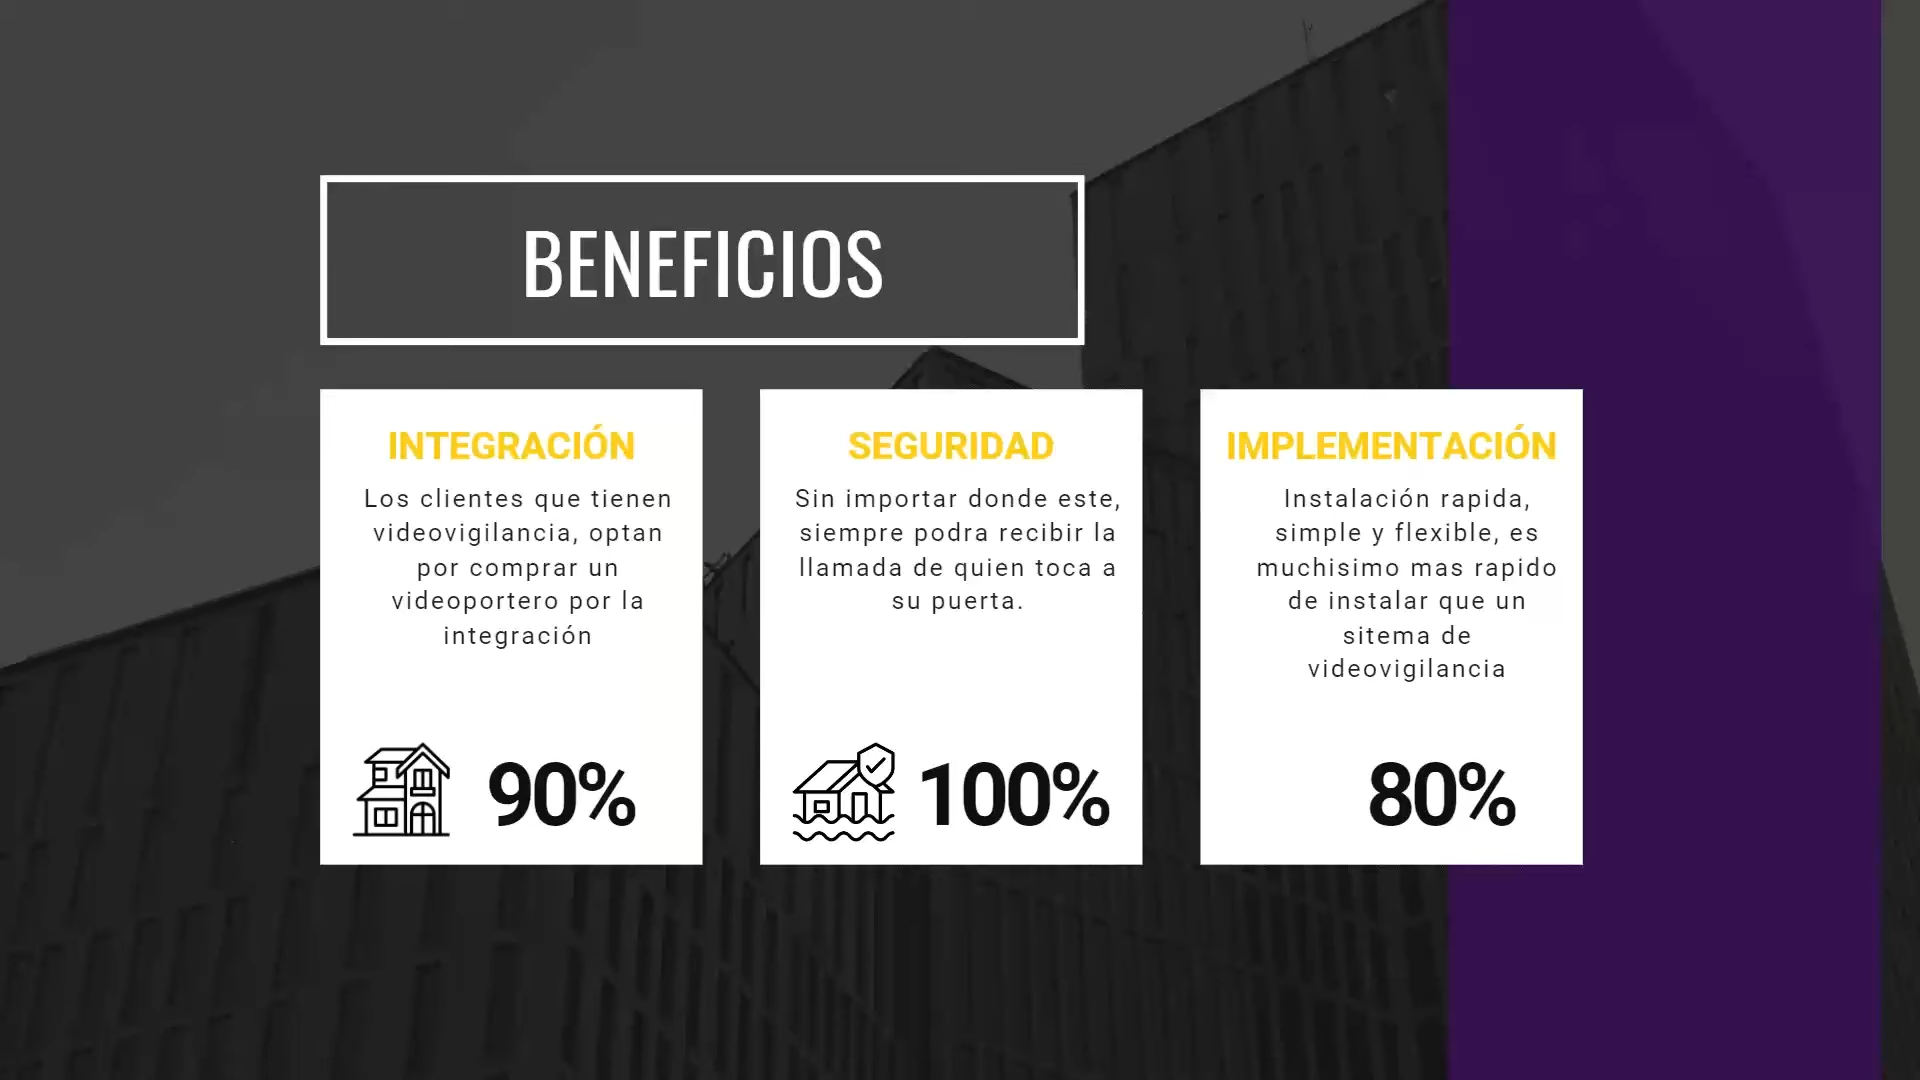 BENEFICIOS
INTEGRACIÓN
Los clientes que tienen
videovigilancia, optan
por comprar un
videoportero por la
integración
90%
SEGURIDAD
Sin importar donde este,
siempre podra recibir la
llamada de quien toca a
su puerta.
100%
IMPLEMENTACIÓN
Instalación rapida,
simple y flexible, es
muchisimo mas rapido
de instalar que un
sitema de
videovigilancia
80%